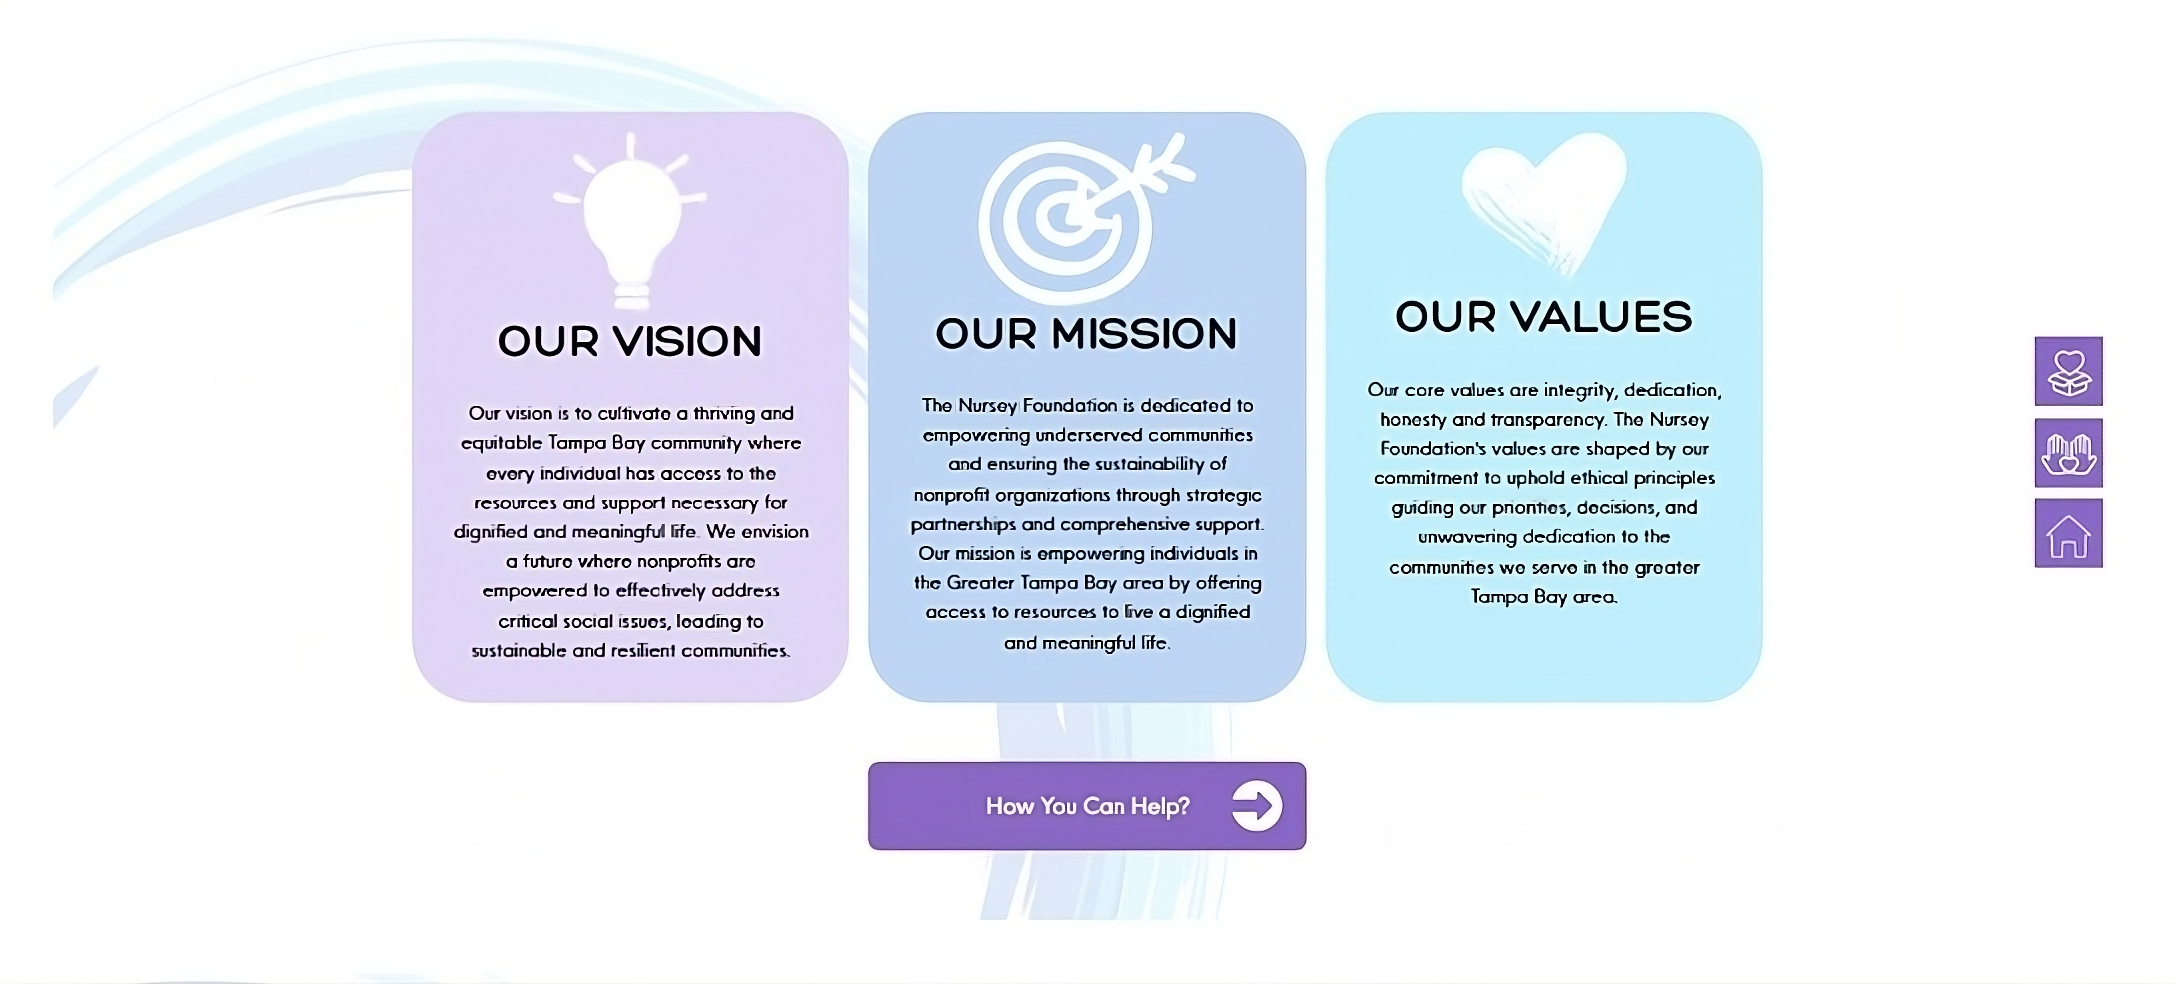 OUR VISION
Our vision is to cultivate a thriving and
equitable Tampa Bay community where
every individual has access to the
resources and support necessary for
dignified and meaningful life. We envision
a future where nonprofits are
empowered to effectively address
critical social issues, leading to
sustainable and resilient communities.
OUR MISSION
The Nursey Foundation is dedicated to
empowering underserved communities
and ensuring the sustainability of
nonprofit organizations through strategic
partnerships and comprehensive support.
Our mission is empowering individuals in
the Greater Tampa Bay area by offering
access to resources to live a dignified
and meaningful life.
OUR VALUES
Our core values are integrity, dedication,
honesty and transparency. The Nursey
Foundation's values are shaped by our
commitment to uphold ethical principles
guiding our priorities, decisions, and
unwavering dedication to the
communities we serve in the greater
Tampa Bay area.
How You Can Help?